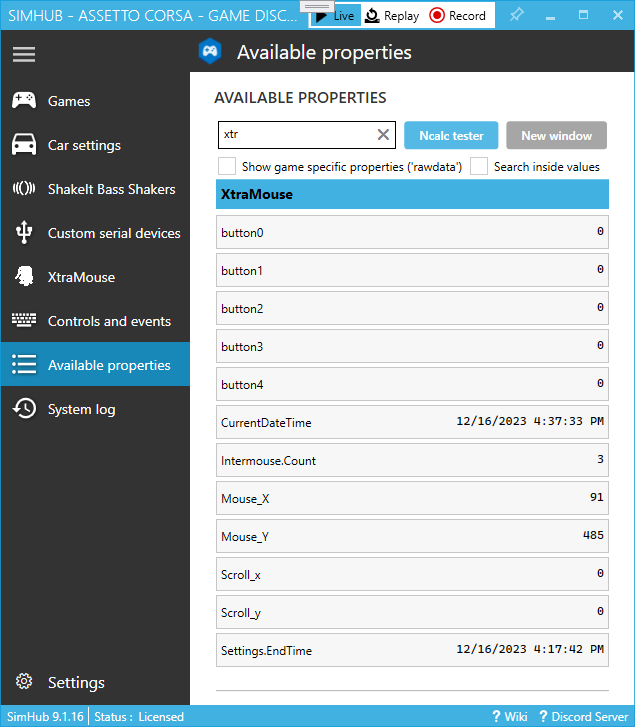 SIMHUB - ASSETTO CORSA - GAME DISC...
Live
Replay
Record
Available properties
Games
Car settings
ShakeIt Bass Shakers
Custom serial devices
XtraMouse
Controls and events
Available properties
System log
Settings
AVAILABLE PROPERTIES
xtr
Ncalc tester
New window
Show game specific properties ('rawdata')
Search inside values
XtraMouse
button0 0
button1 0
button2 0
button3 0
button4 0
CurrentDateTime 12/16/2023 4:37:33 PM
Intermouse.Count 3
Mouse_X 91
Mouse_Y 485
Scroll_x 0
Scroll_y 0
Settings.EndTime 12/16/2023 4:17:42 PM
SimHub 9.1.16
Status : Licensed
? Wiki
? Discord Server